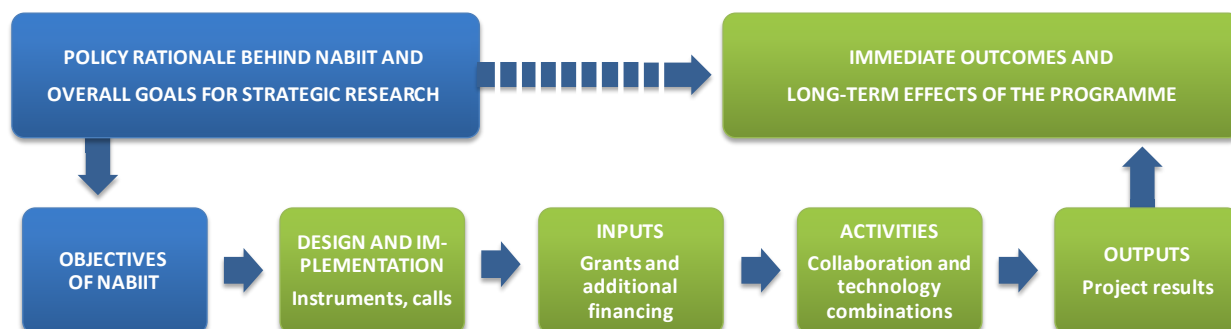 POLICY RATIONALE BEHIND NABIIT AND
OVERALL GOALS FOR STRATEGIC RESEARCH
IMMEDIATE OUTCOMES AND
LONG-TERM EFFECTS OF THE PROGRAMME
OBJECTIVES
OF NABIIT
DESIGN AND IM-
PLEMENTATION
Instruments, calls
INPUTS
Grants and
additional
financing
ACTIVITIES
Collaboration and
technology
combinations
OUTPUTS
Project results